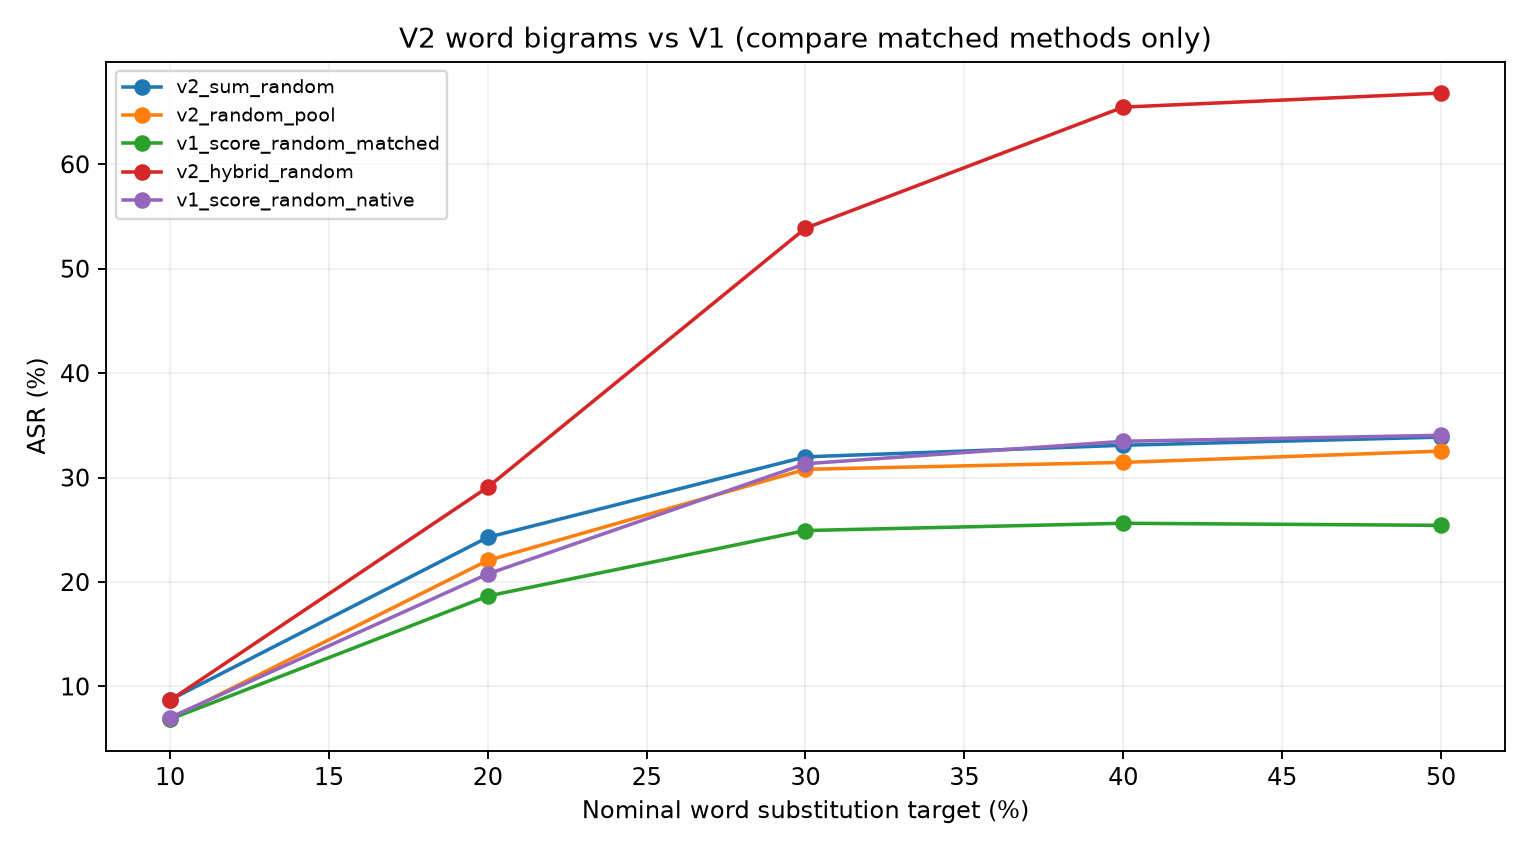 V2 word bigrams vs V1 (compare matched methods only)
v2_sum_random
v2_random_pool
v1_score_random_matched
v2_hybrid_random
v1_score_random_native
ASR (%)
60
50
40
30
20
10
10 15 20 25 30 35 40 45 50
Nominal word substitution target (%)